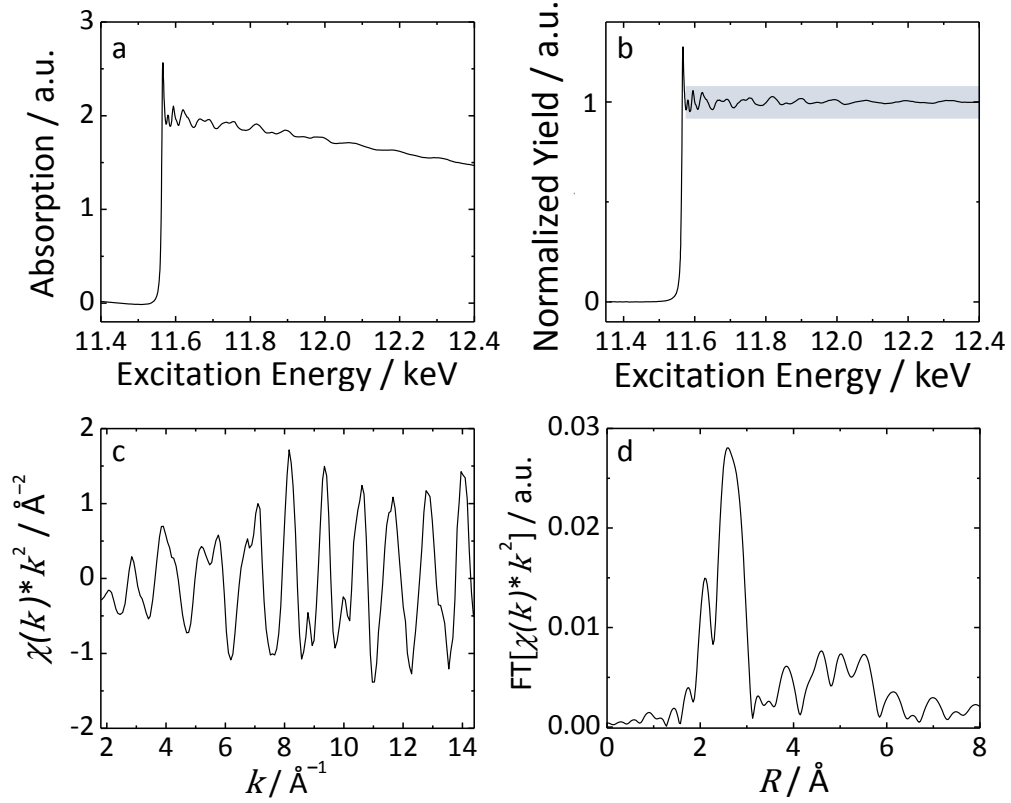 a
3
2
1
0
Absorption / a.u.
11.4 11.6 11.8 12.0 12.2 12.4
Excitation Energy / keV
b
1
0
Normalized Yield / a.u.
11.4 11.6 11.8 12.0 12.2 12.4
Excitation Energy / keV
c
2
1
0
-1
-2
χ(k)* k² / Å⁻²
2 4 6 8 10 12 14
k / Å⁻¹
d
0.03
0.02
0.01
0.00
FT[χ(k)* k²] / a.u.
0 2 4 6 8
R / Å